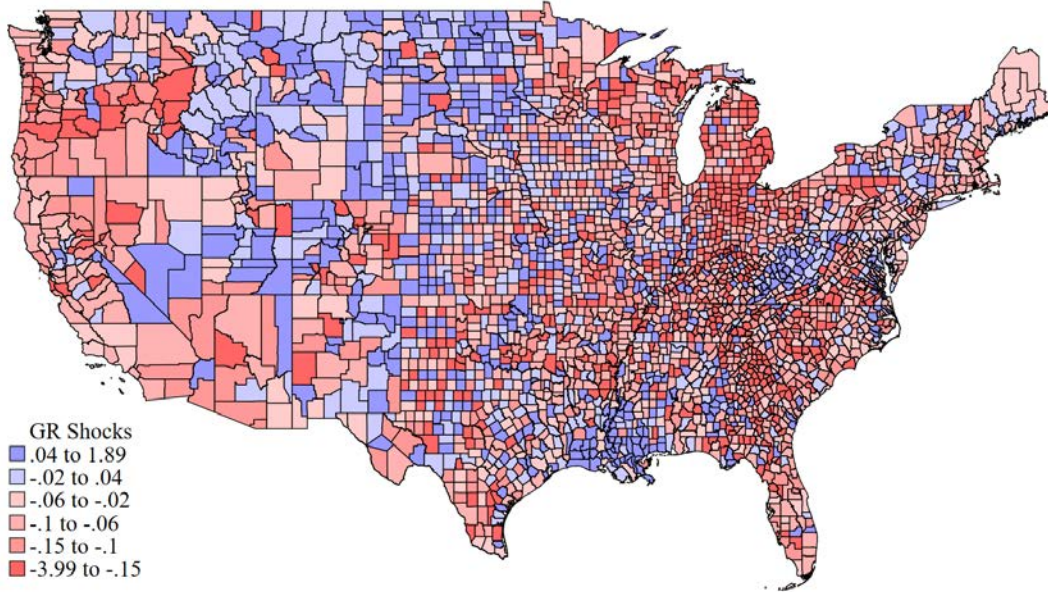 GR Shocks
.04 to 1.89
-.02 to .04
-.06 to -.02
-.1 to -.06
-.15 to -.1
-3.99 to -.15